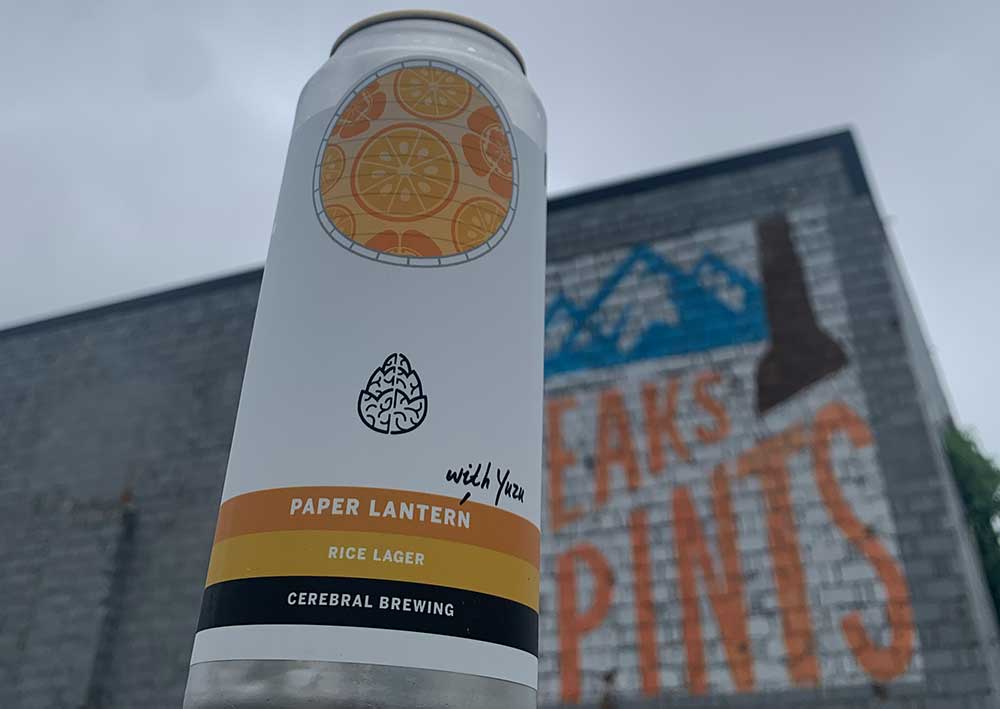 with Yuzu
PAPER LANTERN
RICE LAGER
CEREBRAL BREWING
EAKS
PINTS